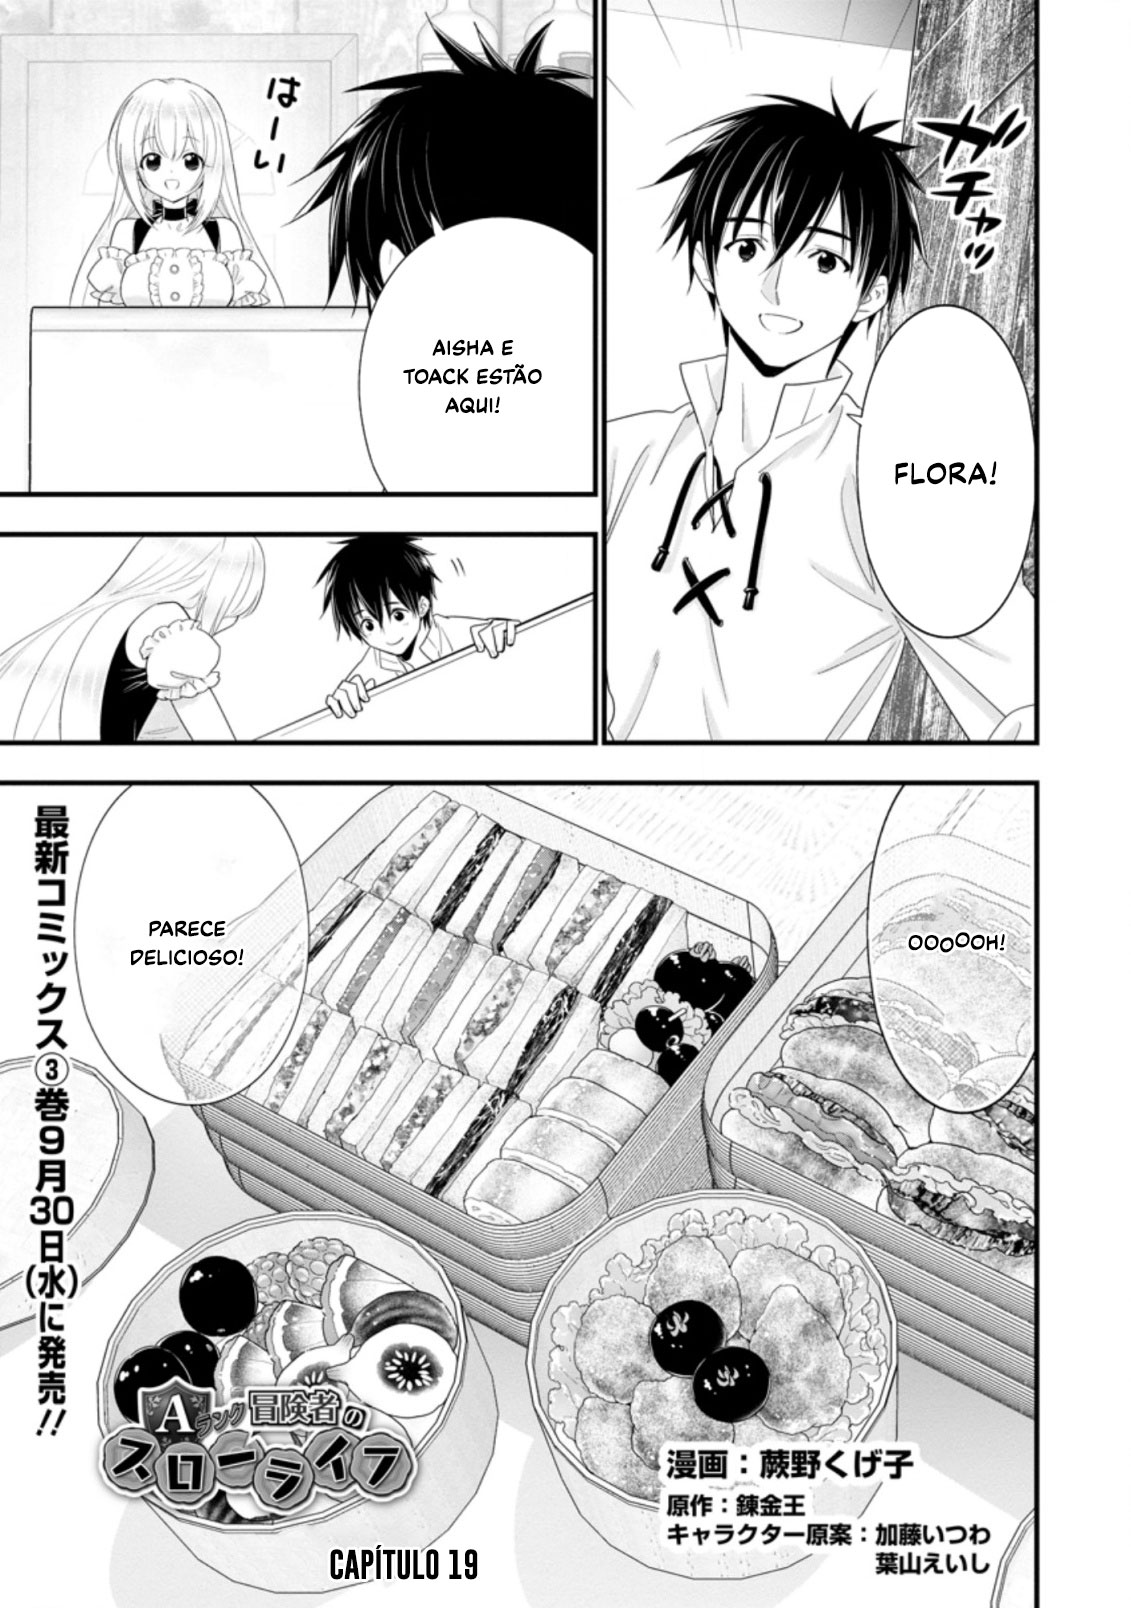 ガチャッ
FLORA!
はーい
AISHA E
TOACK ESTÃO
AQUI!
OOOOOH!
PARECE
DELICIOSO!
最新コミックス③巻9月30日(水)に発売!!
Aランク冒険者の
スローライフ
漫画：蕨野くげ子
原作：錬金王
キャラクター原案：加藤いつわ
葉山えいし
CAPÍTULO 19